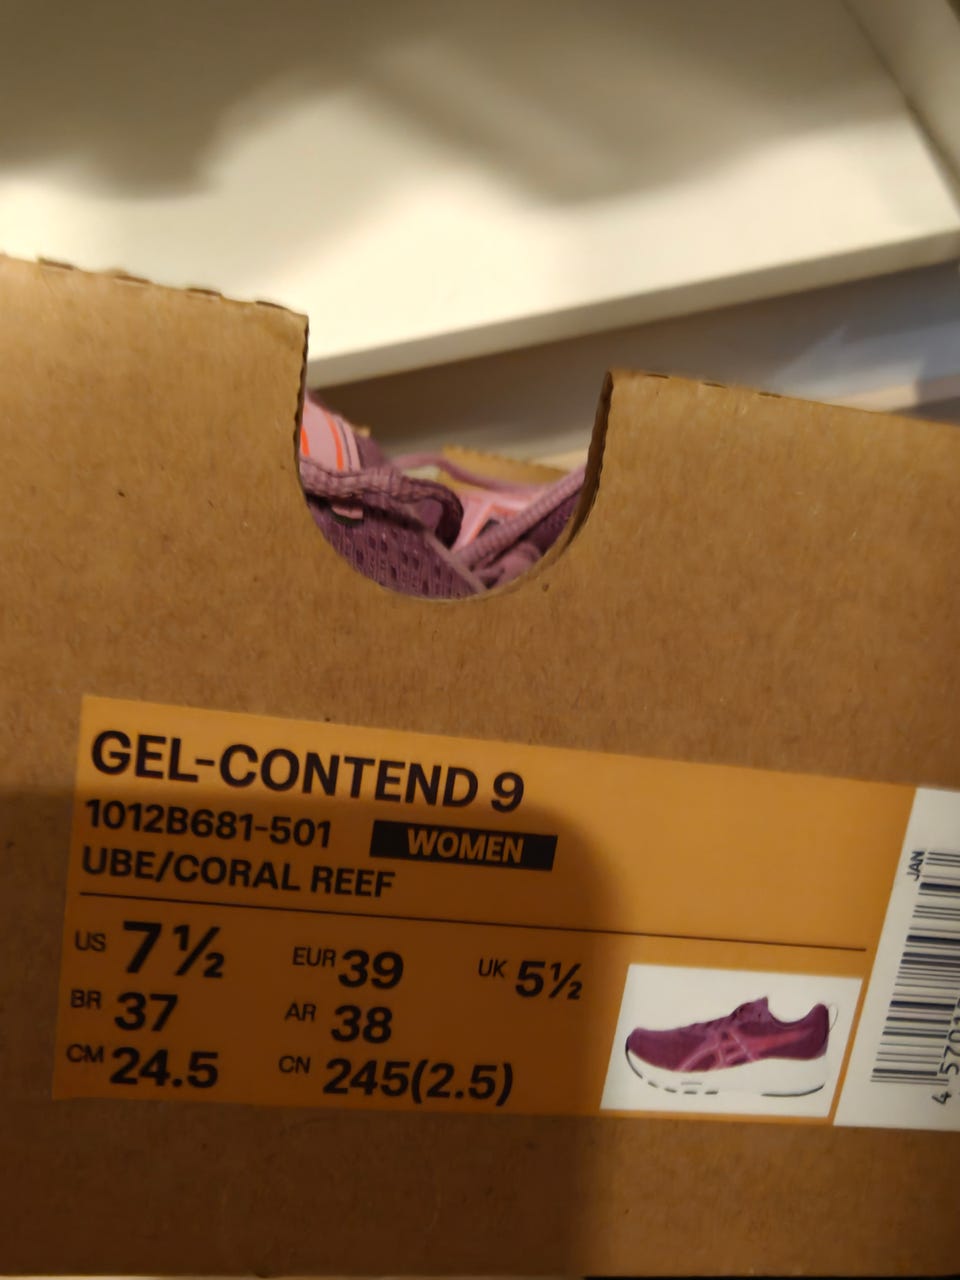 GEL-CONTEND 9
1012B681-501 WOMEN
UBE/CORAL REEF
US 7½ EUR 39 UK 5½
BR 37 AR 38
CM 24.5 CN 245(2.5)
JAN